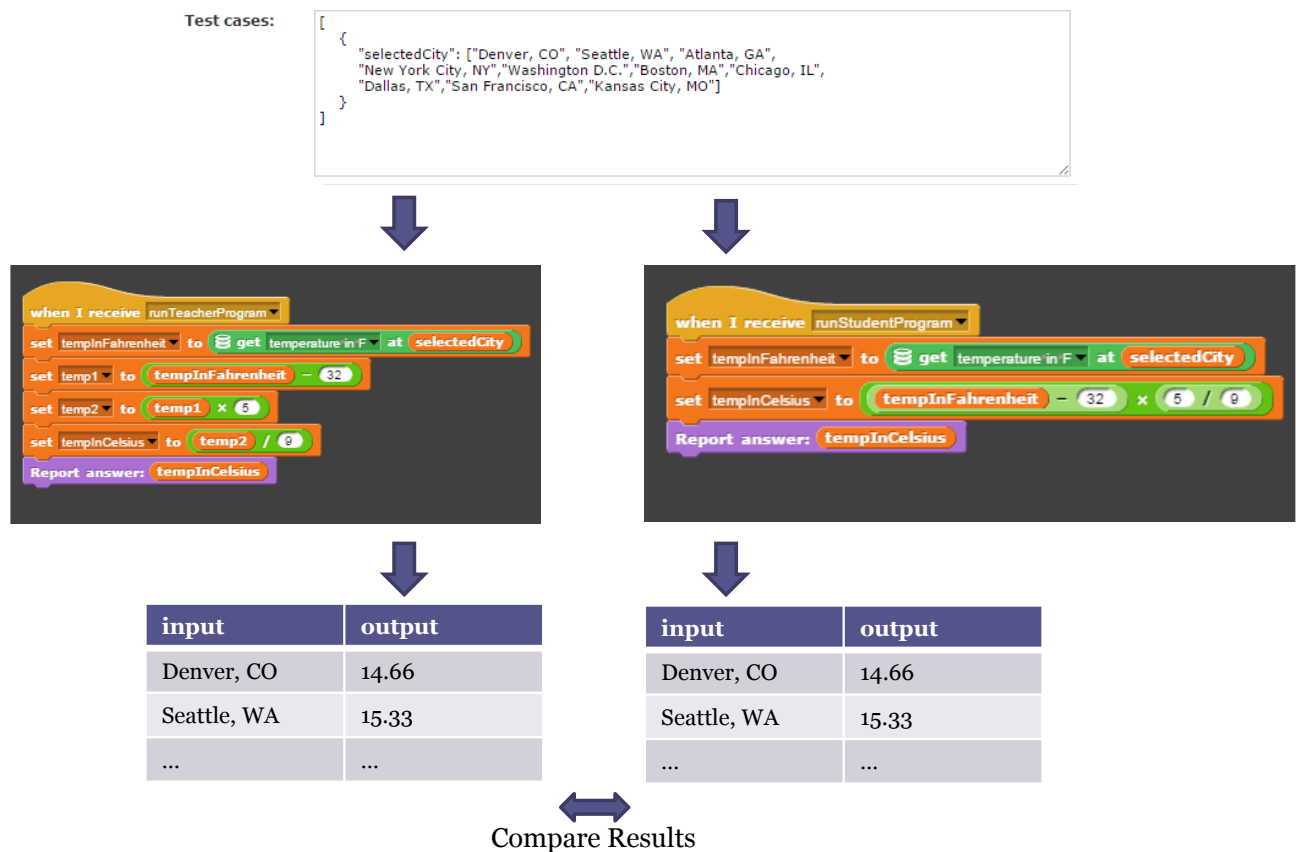 Test cases:
[
{
"selectedCity": ["Denver, CO", "Seattle, WA", "Atlanta, GA",
"New York City, NY","Washington D.C.","Boston, MA","Chicago, IL",
"Dallas, TX","San Francisco, CA","Kansas City, MO"]
}
]
when I receive runTeacherProgram
set tempInFahrenheit to get temperature in °F at selectedCity
set temp1 to tempInFahrenheit - 32
set temp2 to temp1 × 5
set tempInCelsius to temp2 / 9
Report answer: tempInCelsius
when I receive runStudentProgram
set tempInFahrenheit to get temperature in °F at selectedCity
set tempInCelsius to tempInFahrenheit - 32 × 5 / 9
Report answer: tempInCelsius
input output
Denver, CO 14.66
Seattle, WA 15.33
... ...
input output
Denver, CO 14.66
Seattle, WA 15.33
... ...
Compare Results